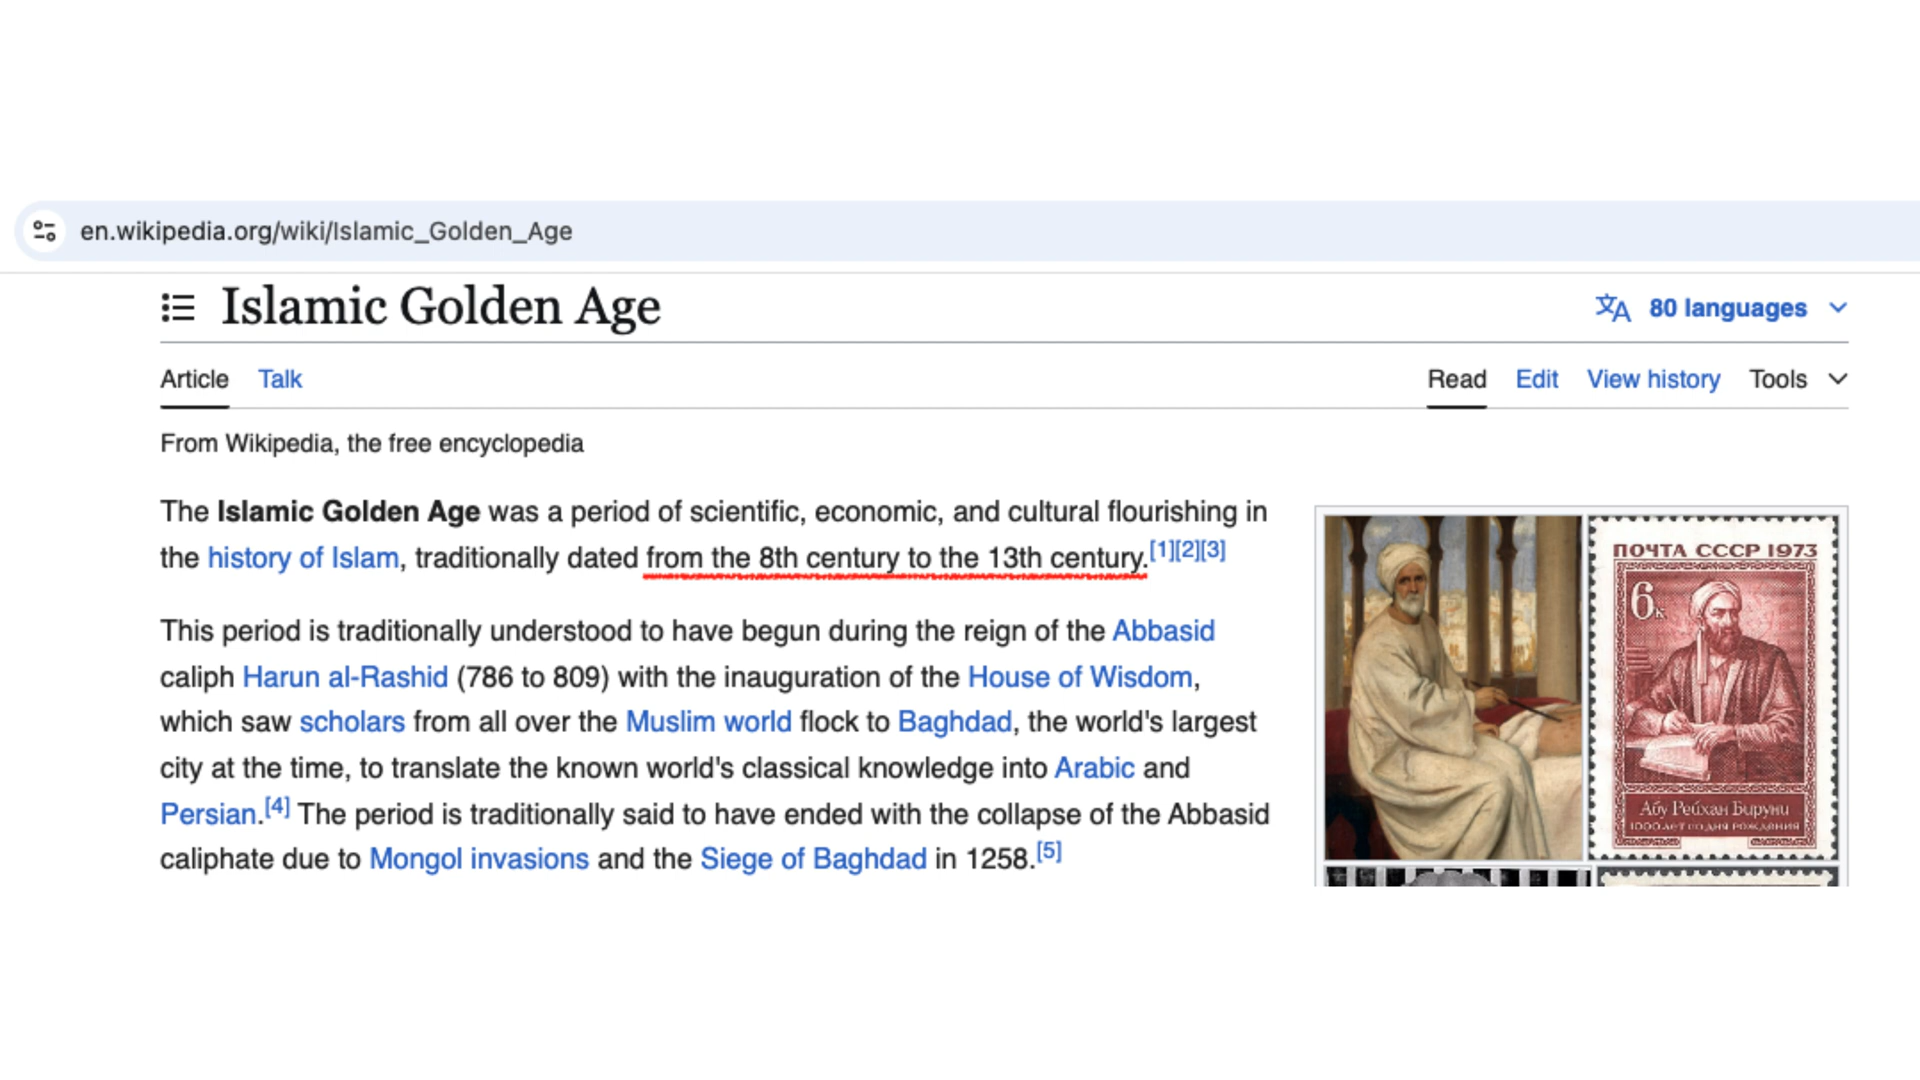 en.wikipedia.org/wiki/Islamic_Golden_Age
Islamic Golden Age
80 languages
Article Talk
Read Edit View history Tools
From Wikipedia, the free encyclopedia
The Islamic Golden Age was a period of scientific, economic, and cultural flourishing in
the history of Islam, traditionally dated from the 8th century to the 13th century.[1][2][3]
This period is traditionally understood to have begun during the reign of the Abbasid
caliph Harun al-Rashid (786 to 809) with the inauguration of the House of Wisdom,
which saw scholars from all over the Muslim world flock to Baghdad, the world's largest
city at the time, to translate the known world's classical knowledge into Arabic and
Persian.[4] The period is traditionally said to have ended with the collapse of the Abbasid
caliphate due to Mongol invasions and the Siege of Baghdad in 1258.[5]
ПОЧТА СССР 1973
6к
Абу Рейхан Бируни
1000 лет со дня рождения